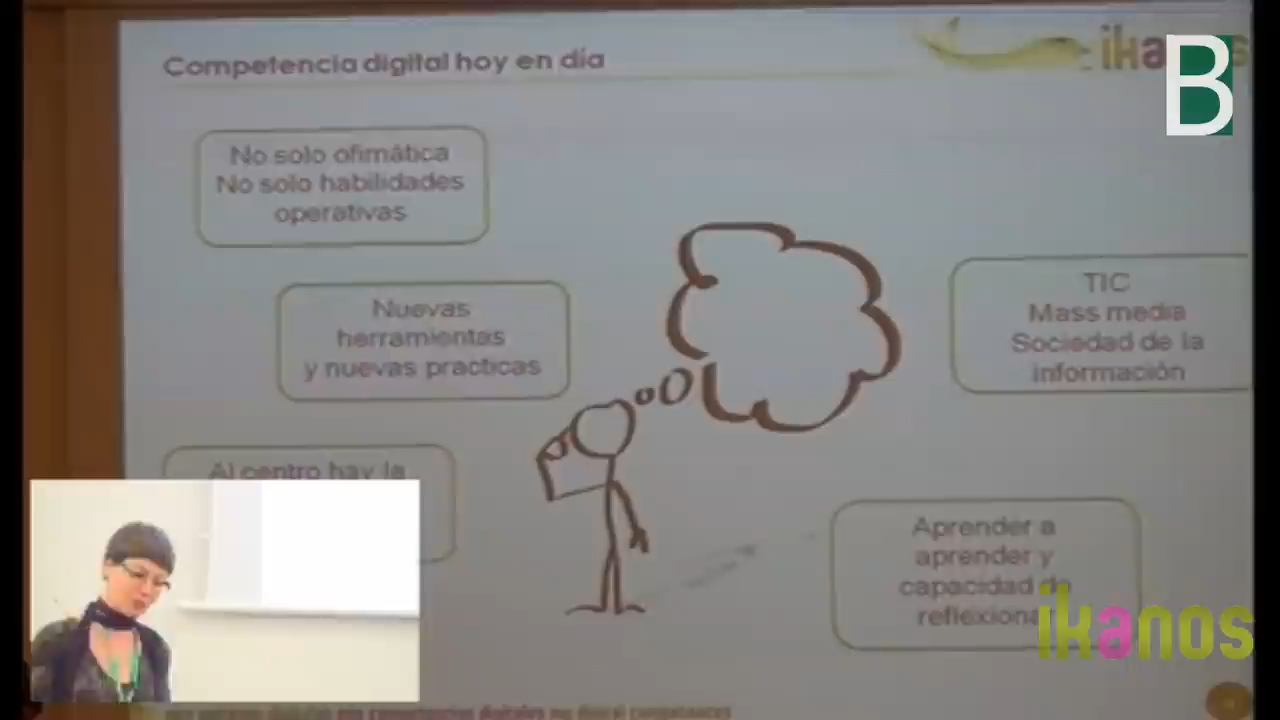 Competencia digital hoy en día
ikanos
B
No solo ofimática
No solo habilidades
operativas
Nuevas
herramientas
y nuevas practicas
TIC
Mass media
Sociedad de la
información
Al centro hay la
Aprender a
aprender y
capacidad de
ikanos